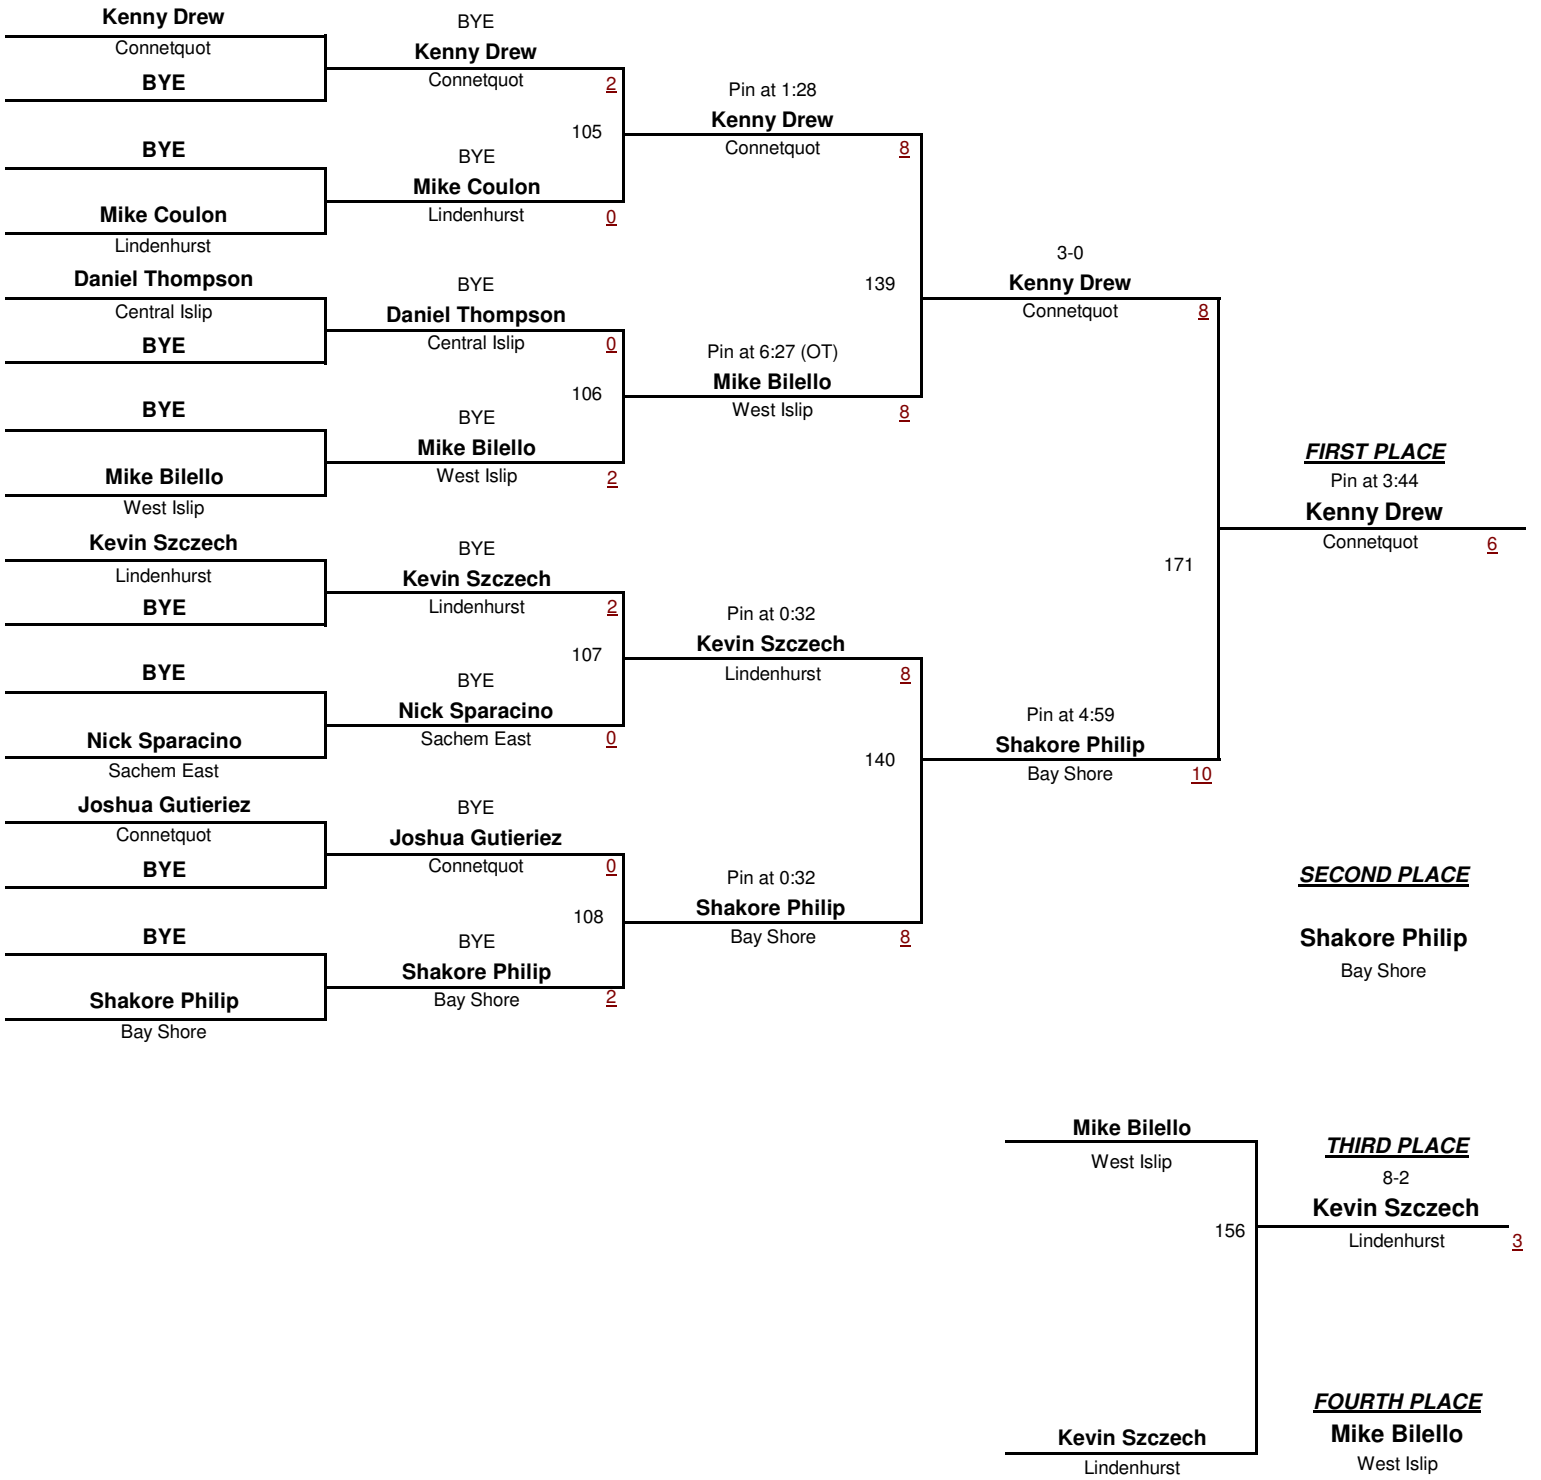 Kenny Drew
Connetquot
BYE
BYE
Mike Coulon
Lindenhurst
Daniel Thompson
Central Islip
BYE
BYE
Mike Bilello
West Islip
Kevin Szczech
Lindenhurst
BYE
BYE
Nick Sparacino
Sachem East
Joshua Gutieriez
Connetquot
BYE
BYE
Shakore Philip
Bay Shore
BYE
Kenny Drew
Connetquot
2
105
BYE
Mike Coulon
Lindenhurst
0
BYE
Daniel Thompson
Central Islip
0
106
BYE
Mike Bilello
West Islip
2
BYE
Kevin Szczech
Lindenhurst
2
107
BYE
Nick Sparacino
Sachem East
0
BYE
Joshua Gutieriez
Connetquot
0
108
BYE
Shakore Philip
Bay Shore
2
Pin at 1:28
Kenny Drew
Connetquot
8
139
Pin at 6:27 (OT)
Mike Bilello
West Islip
8
Pin at 0:32
Kevin Szczech
Lindenhurst
8
140
Pin at 0:32
Shakore Philip
Bay Shore
8
3-0
Kenny Drew
Connetquot
8
171
Pin at 4:59
Shakore Philip
Bay Shore
10
FIRST PLACE
Pin at 3:44
Kenny Drew
Connetquot
6
SECOND PLACE
Shakore Philip
Bay Shore
Mike Bilello
West Islip
156
Kevin Szczech
Lindenhurst
THIRD PLACE
8-2
Kevin Szczech
Lindenhurst
3
FOURTH PLACE
Mike Bilello
West Islip